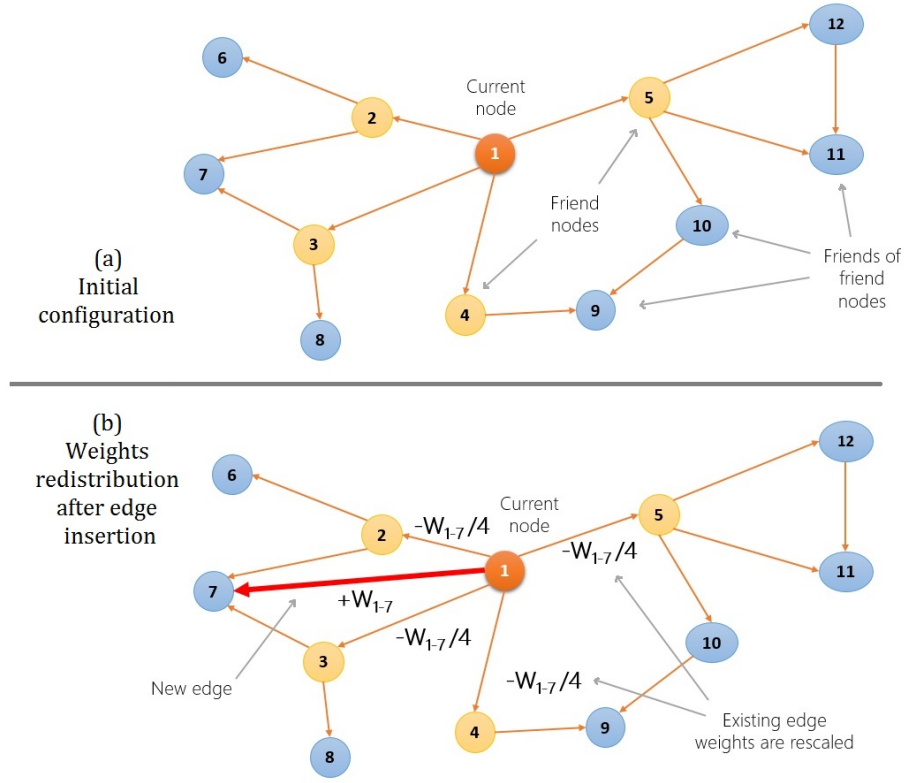 12
6
Current
node
5
2
1
11
7
Friend
nodes
10
3
(a)
Initial
configuration
Friends of
friend
nodes
4
9
8
(b)
Weights
redistribution
after edge
insertion
12
6
Current
node
5
-W1-7/4
2
-W1-7/4
1
11
7
+W1-7
-W1-7/4
10
3
New edge
-W1-7/4
4
9
Existing edge
weights are rescaled
8